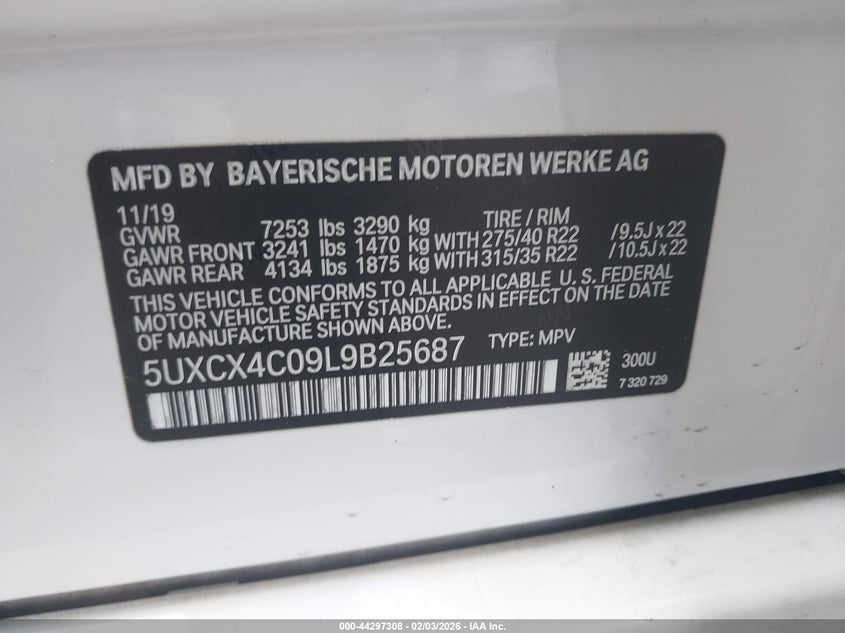 MFD BY BAYERISCHE MOTOREN WERKE AG
11/19 TIRE / RIM
GVWR 7253 lbs 3290 kg
GAWR FRONT 3241 lbs 1470 kg WITH 275/40 R22 /9.5J x 22
GAWR REAR 4134 lbs 1875 kg WITH 315/35 R22 /10.5J x 22
THIS VEHICLE CONFORMS TO ALL APPLICABLE U. S. FEDERAL
MOTOR VEHICLE SAFETY STANDARDS IN EFFECT ON THE DATE
OF MANUFACTURE SHOWN ABOVE.
5UXCX4C09L9B25687 TYPE: MPV
300U
7 320 729
000-44297308 - 02/03/2026 - IAA Inc.